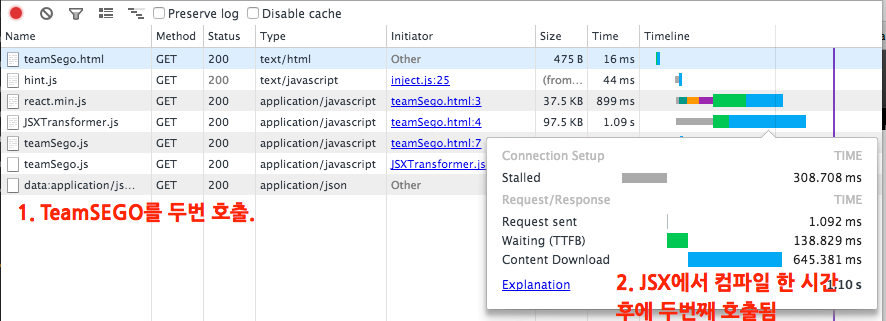 Preserve log Disable cache
Name Method Status Type Initiator Size Time Timeline
teamSego.html GET 200 text/html Other 475 B 16 ms
hint.js GET 200 text/javascript inject.js:25 (from... 44 ms
react.min.js GET 200 application/javascript teamSego.html:3 37.5 KB 899 ms
JSXTransformer.js GET 200 application/javascript teamSego.html:4 97.5 KB 1.09 s
teamSego.js GET 200 application/javascript teamSego.html:7
teamSego.js GET 200 application/javascript JSXTransformer.js
data:application/js... GET 200 application/json Other
Connection Setup TIME
Stalled 308.708 ms
Request/Response TIME
Request sent 1.092 ms
Waiting (TTFB) 138.829 ms
Content Download 645.381 ms
Explanation 1.10 s
1. TeamSEGO를 두번 호출.
2. JSX에서 컴파일 한 시간
후에 두번째 호출됨